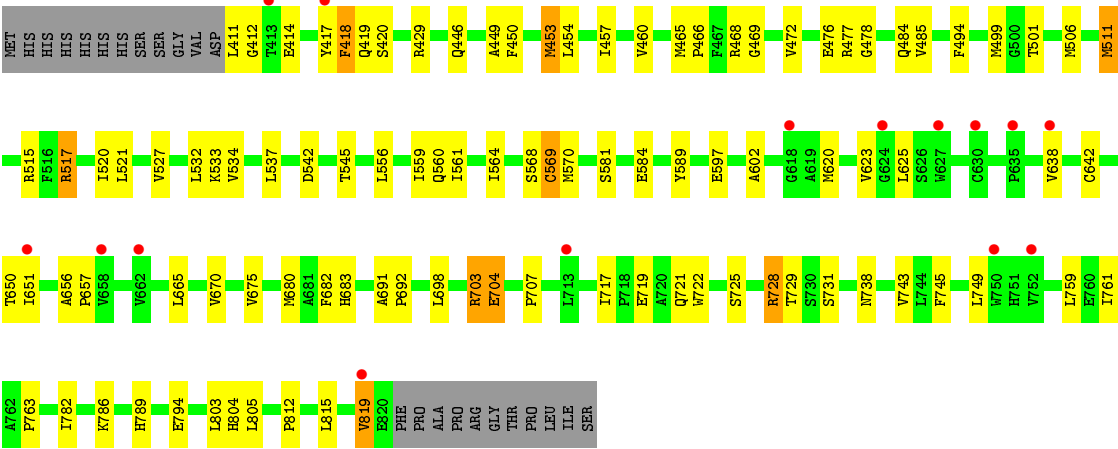 MET HIS HIS HIS HIS HIS HIS SER SER GLY VAL ASP L411 G412 T413 E414 Y417 F418 Q419 S420 R429 Q446 A449 F450 M453 L454 I457 V460 M465 P466 F467 R468 G469 V472 E476 R477 G478 Q484 V485 F494 M499 G500 T501 M506 M511
R515 F516 R517 I520 L521 V527 L532 K533 V534 L537 D542 T545 L556 I559 Q560 I561 I564 S568 C569 M570 S581 E584 Y589 E597 A602 G618 A619 M620 V623 G624 L625 S626 W627 C630 P635 V638 C642
T650 I651 A656 P657 V658 V662 L665 V670 V675 M680 A681 F682 H683 A691 P692 L698 R703 E704 P707 L713 I717 P718 E719 A720 Q721 W722 S725 R728 T729 S730 S731 N738 V743 L744 F745 L749 W750 H751 V752 L759 E760 I761
A762 P763 I782 K786 H789 E794 L803 H804 L805 P812 L815 V819 E820 PHE PRO ALA PRO ARG GLY THR PRO LEU ILE SER